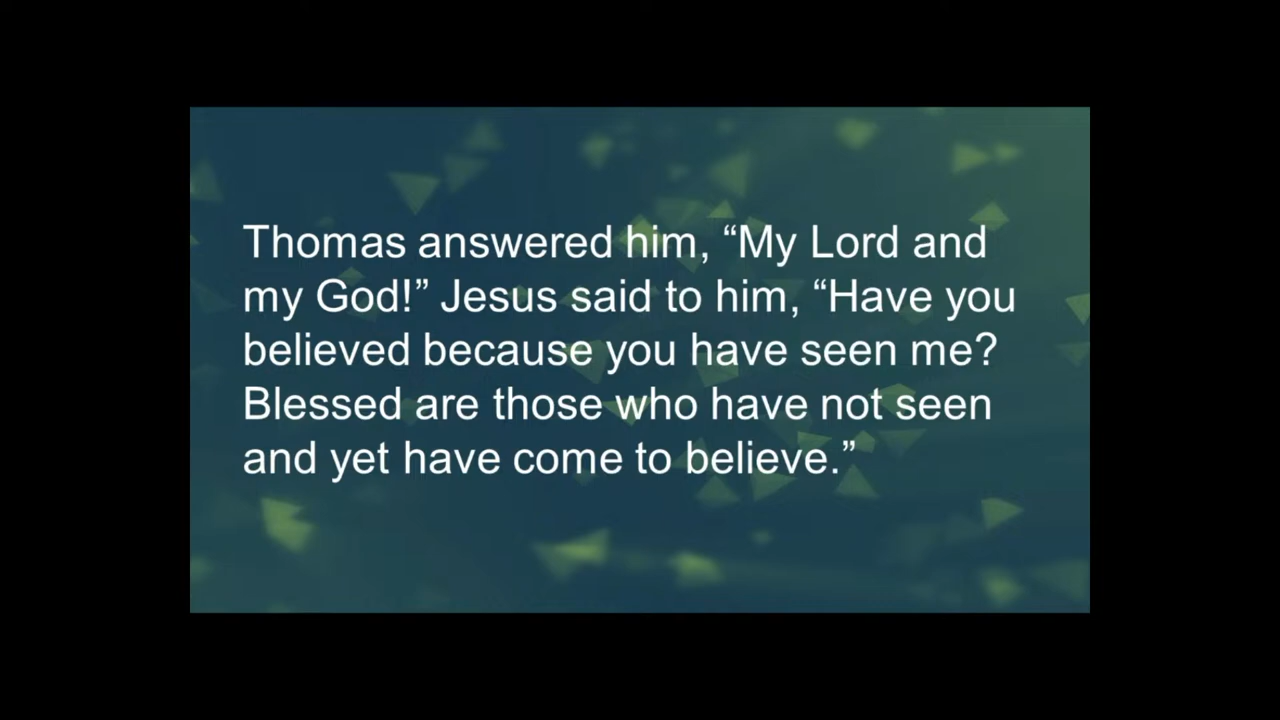 Thomas answered him, “My Lord and
my God!” Jesus said to him, “Have you
believed because you have seen me?
Blessed are those who have not seen
and yet have come to believe.”